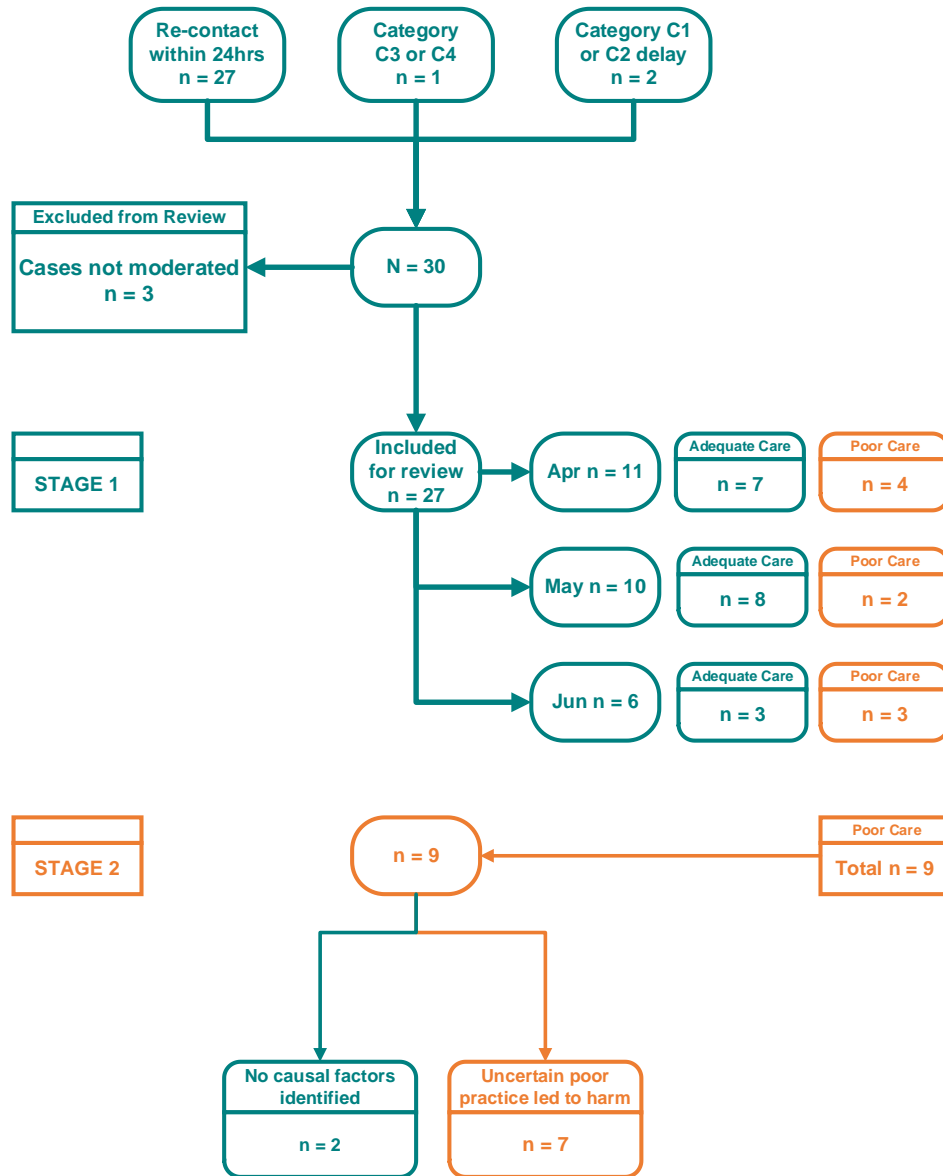 Re-contact
within 24hrs
n = 27
Category
C3 or C4
n = 1
Category C1
or C2 delay
n = 2
Excluded from Review
Cases not moderated
n = 3
N = 30
STAGE 1
Included
for review
n = 27
Apr n = 11
Adequate Care
n = 7
Poor Care
n = 4
May n = 10
Adequate Care
n = 8
Poor Care
n = 2
Jun n = 6
Adequate Care
n = 3
Poor Care
n = 3
STAGE 2
n = 9
Poor Care
Total n = 9
No causal factors
identified
n = 2
Uncertain poor
practice led to harm
n = 7